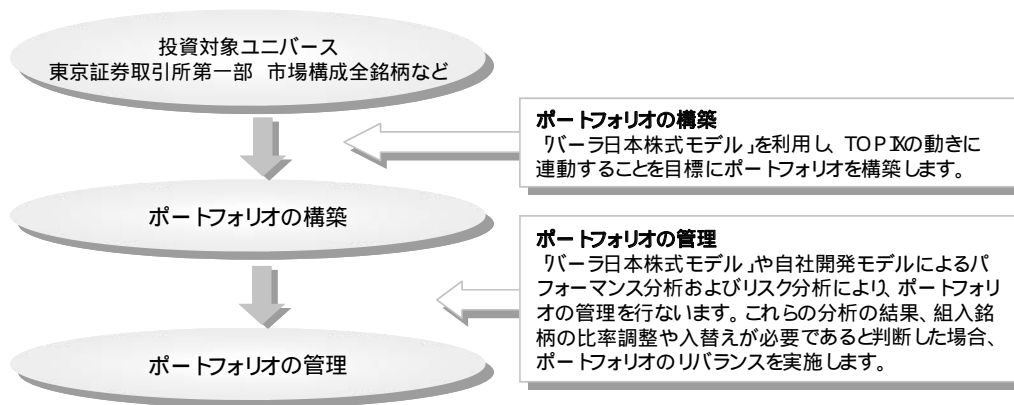 投資対象ユニバース
東京証券取引所第一部 市場構成全銘柄など
ポートフォリオの構築
「バーラ日本株式モデル」を利用し、TOPIXの動きに
連動することを目標にポートフォリオを構築します。
ポートフォリオの構築
ポートフォリオの管理
「バーラ日本株式モデル」や自社開発モデルによるパ
フォーマンス分析およびリスク分析により、ポートフォリ
オの管理を行ないます。これらの分析の結果、組入銘
柄の比率調整や入替えが必要であると判断した場合、
ポートフォリオのリバランスを実施します。
ポートフォリオの管理